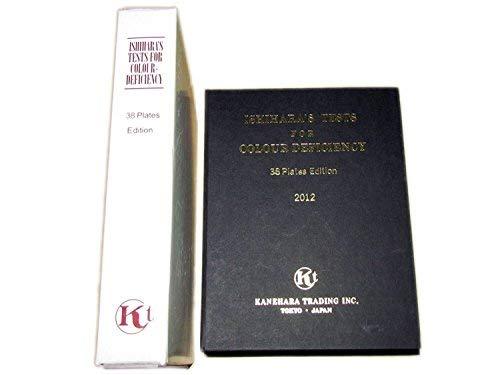 ISHIHARA'S
TESTS FOR
COLOUR-
DEFICIENCY
38 Plates
Edition
Kt
ISHIHARA'S TESTS
FOR
COLOUR DEFICIENCY
38 Plates Edition
2012
Kt
KANEHARA TRADING INC.
TOKYO · JAPAN